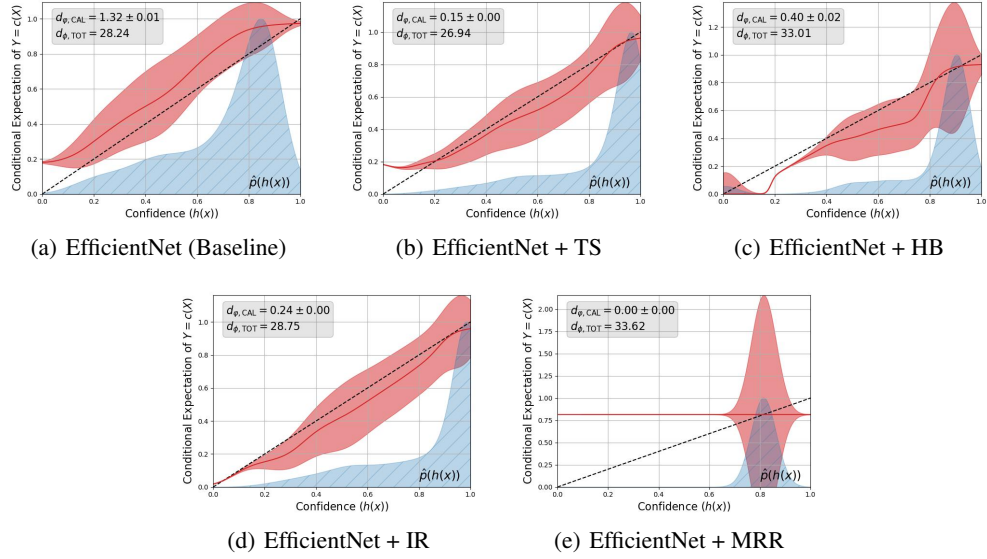 d_{φ,CAL} = 1.32 ± 0.01
d_{ϕ,TOT} = 28.24
Conditional Expectation of Y = c(X)
1.0
0.8
0.6
0.4
0.2
0.0
p̂(h(x))
0.0 0.2 0.4 0.6 0.8 1.0
Confidence (h(x))
(a) EfficientNet (Baseline)
d_{φ,CAL} = 0.15 ± 0.00
d_{ϕ,TOT} = 26.94
Conditional Expectation of Y = c(X)
1.0
0.8
0.6
0.4
0.2
0.0
p̂(h(x))
0.0 0.2 0.4 0.6 0.8 1.0
Confidence (h(x))
(b) EfficientNet + TS
d_{φ,CAL} = 0.40 ± 0.02
d_{ϕ,TOT} = 33.01
Conditional Expectation of Y = c(X)
1.2
1.0
0.8
0.6
0.4
0.2
0.0
p̂(h(x))
0.0 0.2 0.4 0.6 0.8 1.0
Confidence (h(x))
(c) EfficientNet + HB
d_{φ,CAL} = 0.24 ± 0.00
d_{ϕ,TOT} = 28.75
Conditional Expectation of Y = c(X)
1.0
0.8
0.6
0.4
0.2
0.0
p̂(h(x))
0.0 0.2 0.4 0.6 0.8 1.0
Confidence (h(x))
(d) EfficientNet + IR
d_{φ,CAL} = 0.00 ± 0.00
d_{ϕ,TOT} = 33.62
Conditional Expectation of Y = c(X)
2.00
1.75
1.50
1.25
1.00
0.75
0.50
0.25
0.00
p̂(h(x))
0.0 0.2 0.4 0.6 0.8 1.0
Confidence (h(x))
(e) EfficientNet + MRR